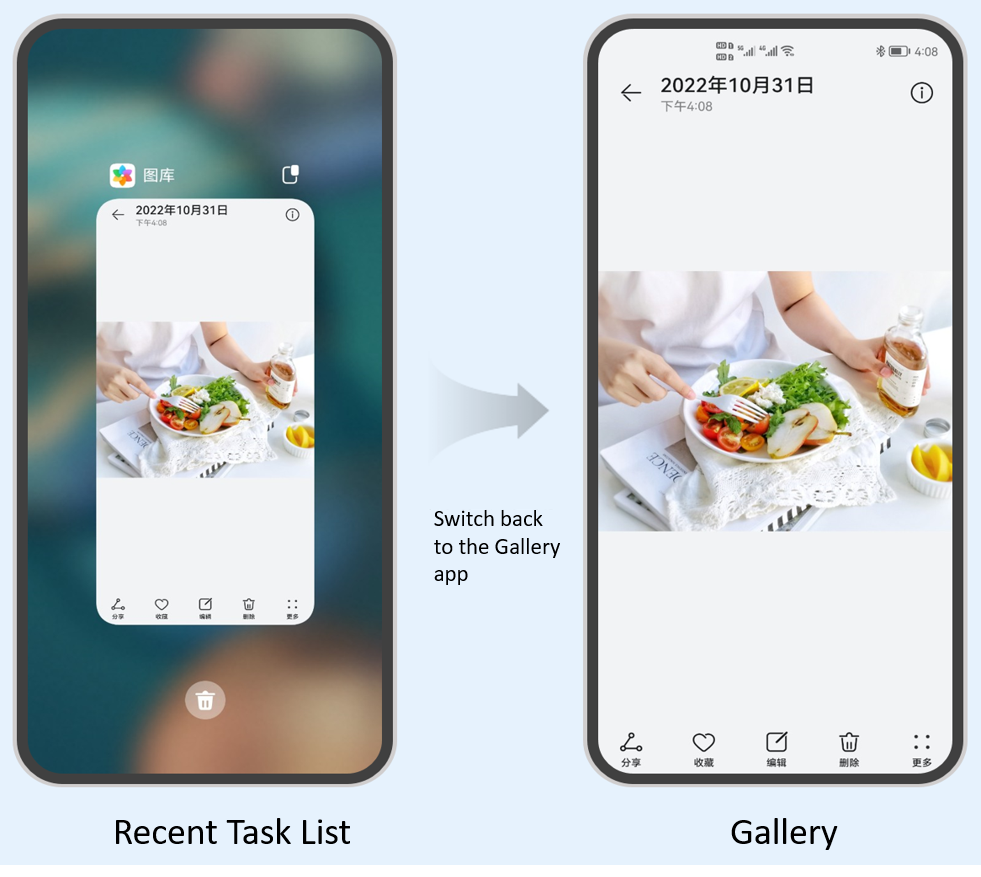 图库
2022年10月31日
下午4:08
分享 收藏 编辑 删除 更多
Recent Task List
Switch back
to the Gallery
app
4:08
2022年10月31日
下午4:08
DENCE
分享 收藏 编辑 删除 更多
Gallery